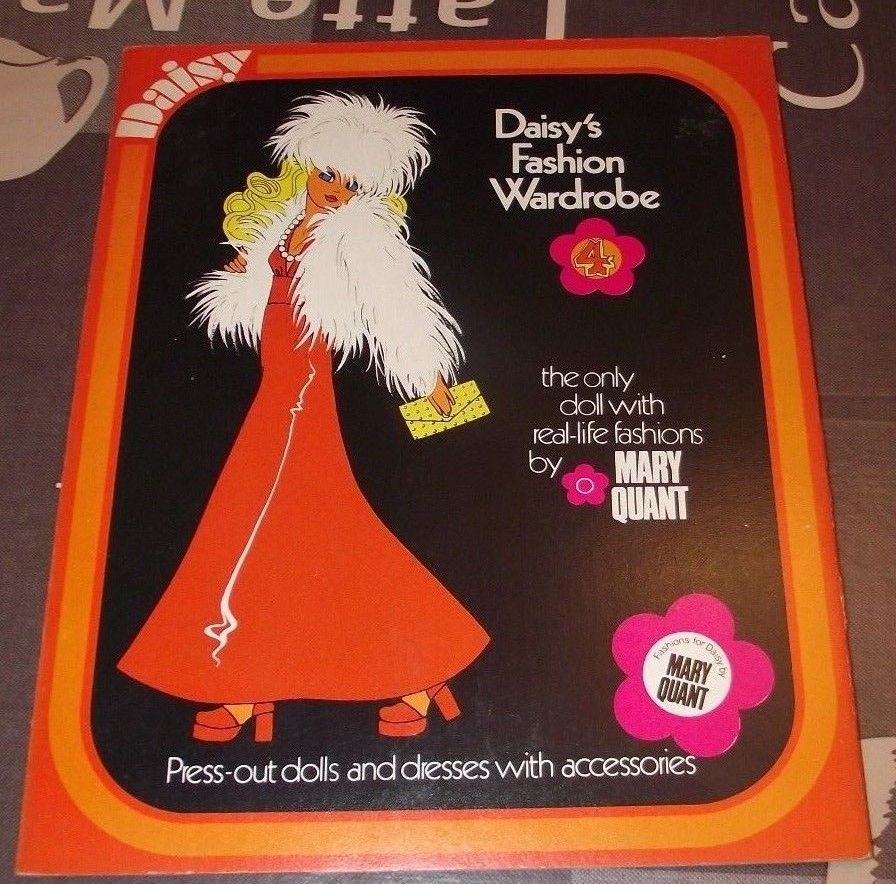 Latte
Daisy
Daisy's
Fashion
Wardrobe
4
the only
doll with
real-life fashions
by MARY
QUANT
Fashions for Daisy by
MARY
QUANT
Press-out dolls and dresses with accessories